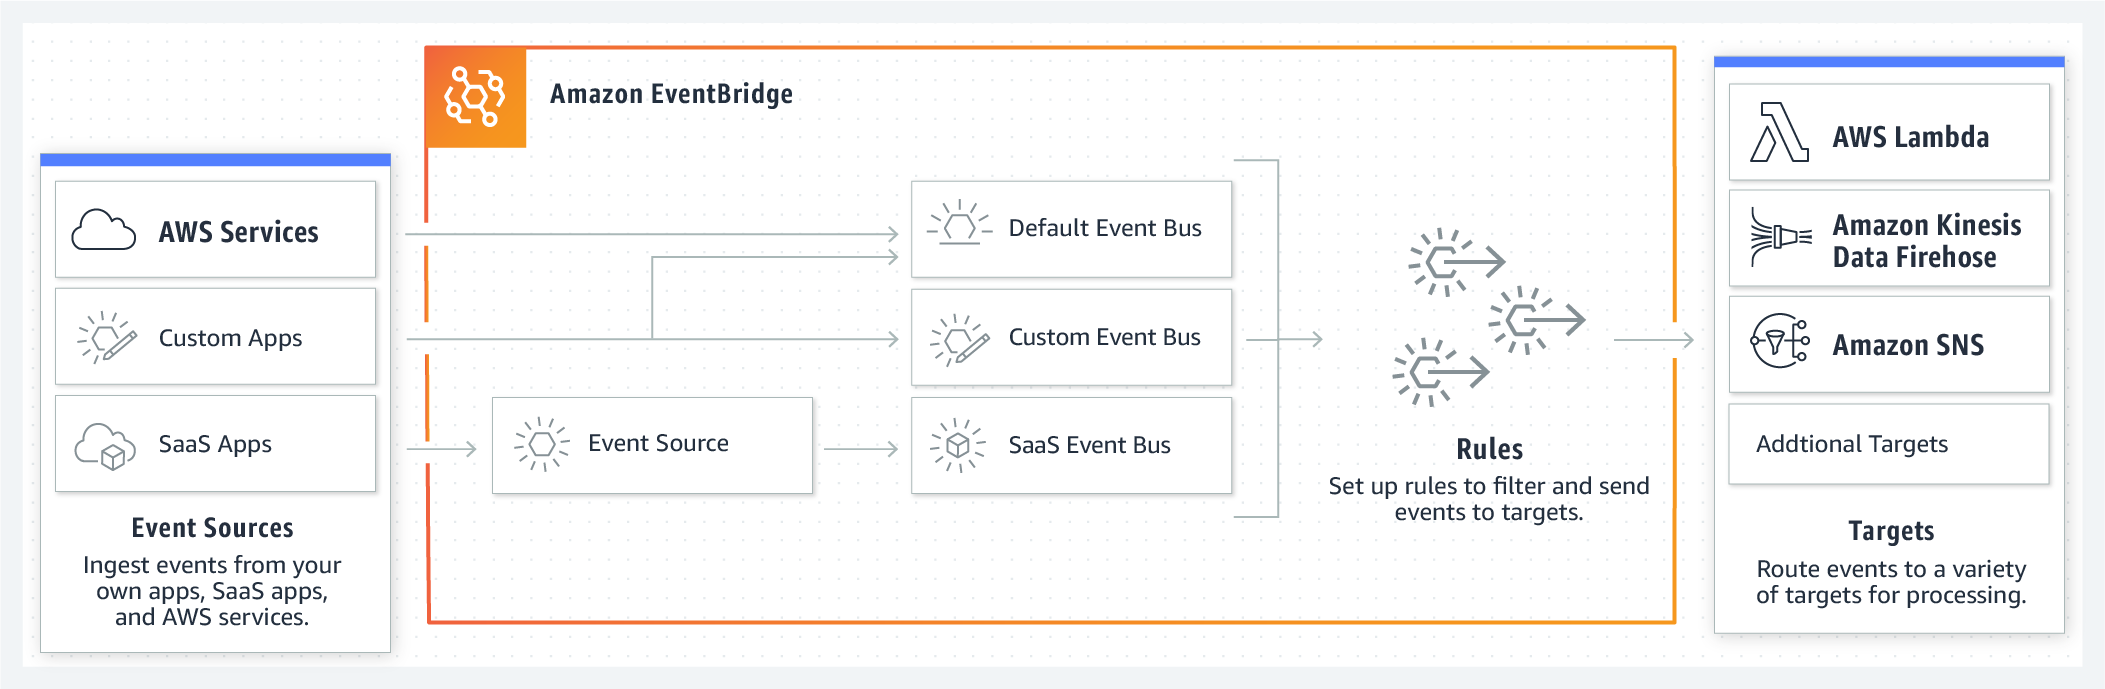 Amazon EventBridge
AWS Services
Custom Apps
SaaS Apps
Event Sources
Ingest events from your
own apps, SaaS apps,
and AWS services.
Event Source
Default Event Bus
Custom Event Bus
SaaS Event Bus
Rules
Set up rules to filter and send
events to targets.
AWS Lambda
Amazon Kinesis
Data Firehose
Amazon SNS
Addtional Targets
Targets
Route events to a variety
of targets for processing.